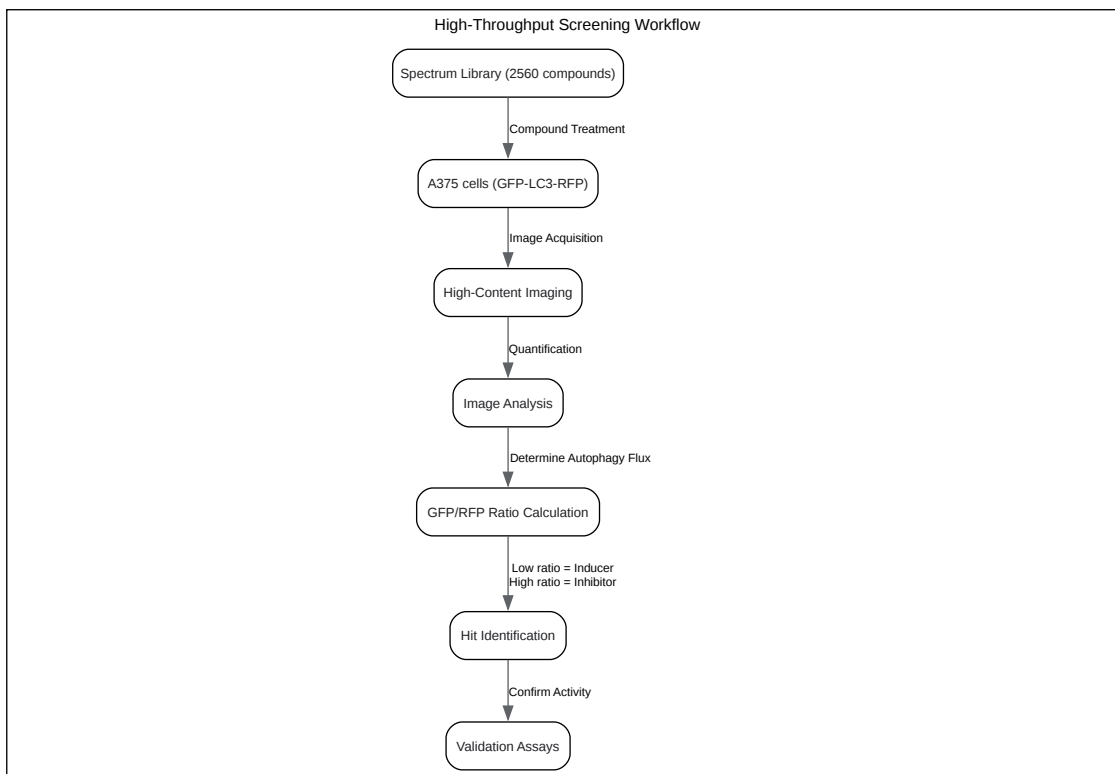 High-Throughput Screening Workflow
Spectrum Library (2560 compounds)
Compound Treatment
A375 cells (GFP-LC3-RFP)
Image Acquisition
High-Content Imaging
Quantification
Image Analysis
Determine Autophagy Flux
GFP/RFP Ratio Calculation
Low ratio = Inducer
High ratio = Inhibitor
Hit Identification
Confirm Activity
Validation Assays